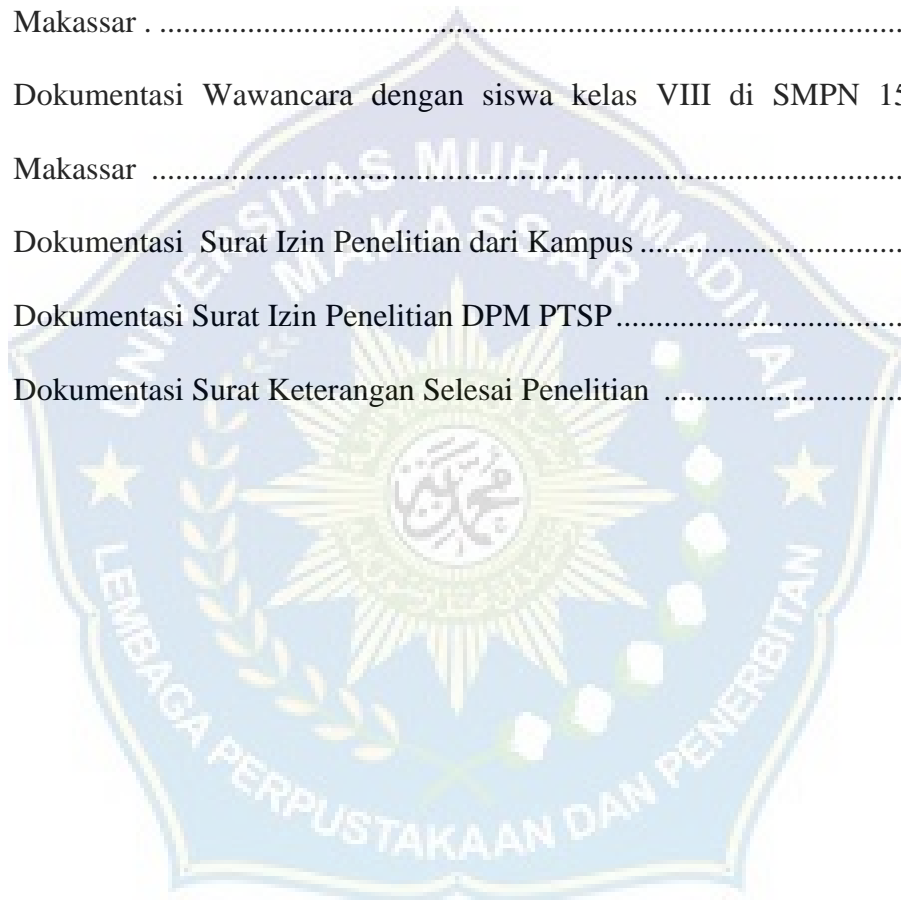 Makassar . ........................................................................................
Dokumentasi Wawancara dengan siswa kelas VIII di SMPN 15
Makassar ........................................................................................
Dokumentasi Surat Izin Penelitian dari Kampus ................................
Dokumentasi Surat Izin Penelitian DPM PTSP...................................
Dokumentasi Surat Keterangan Selesai Penelitian .............................
UNIVERSITAS MUHAMMADIYAH
MAKASSAR
LEMBAGA PERPUSTAKAAN DAN PENERBITAN